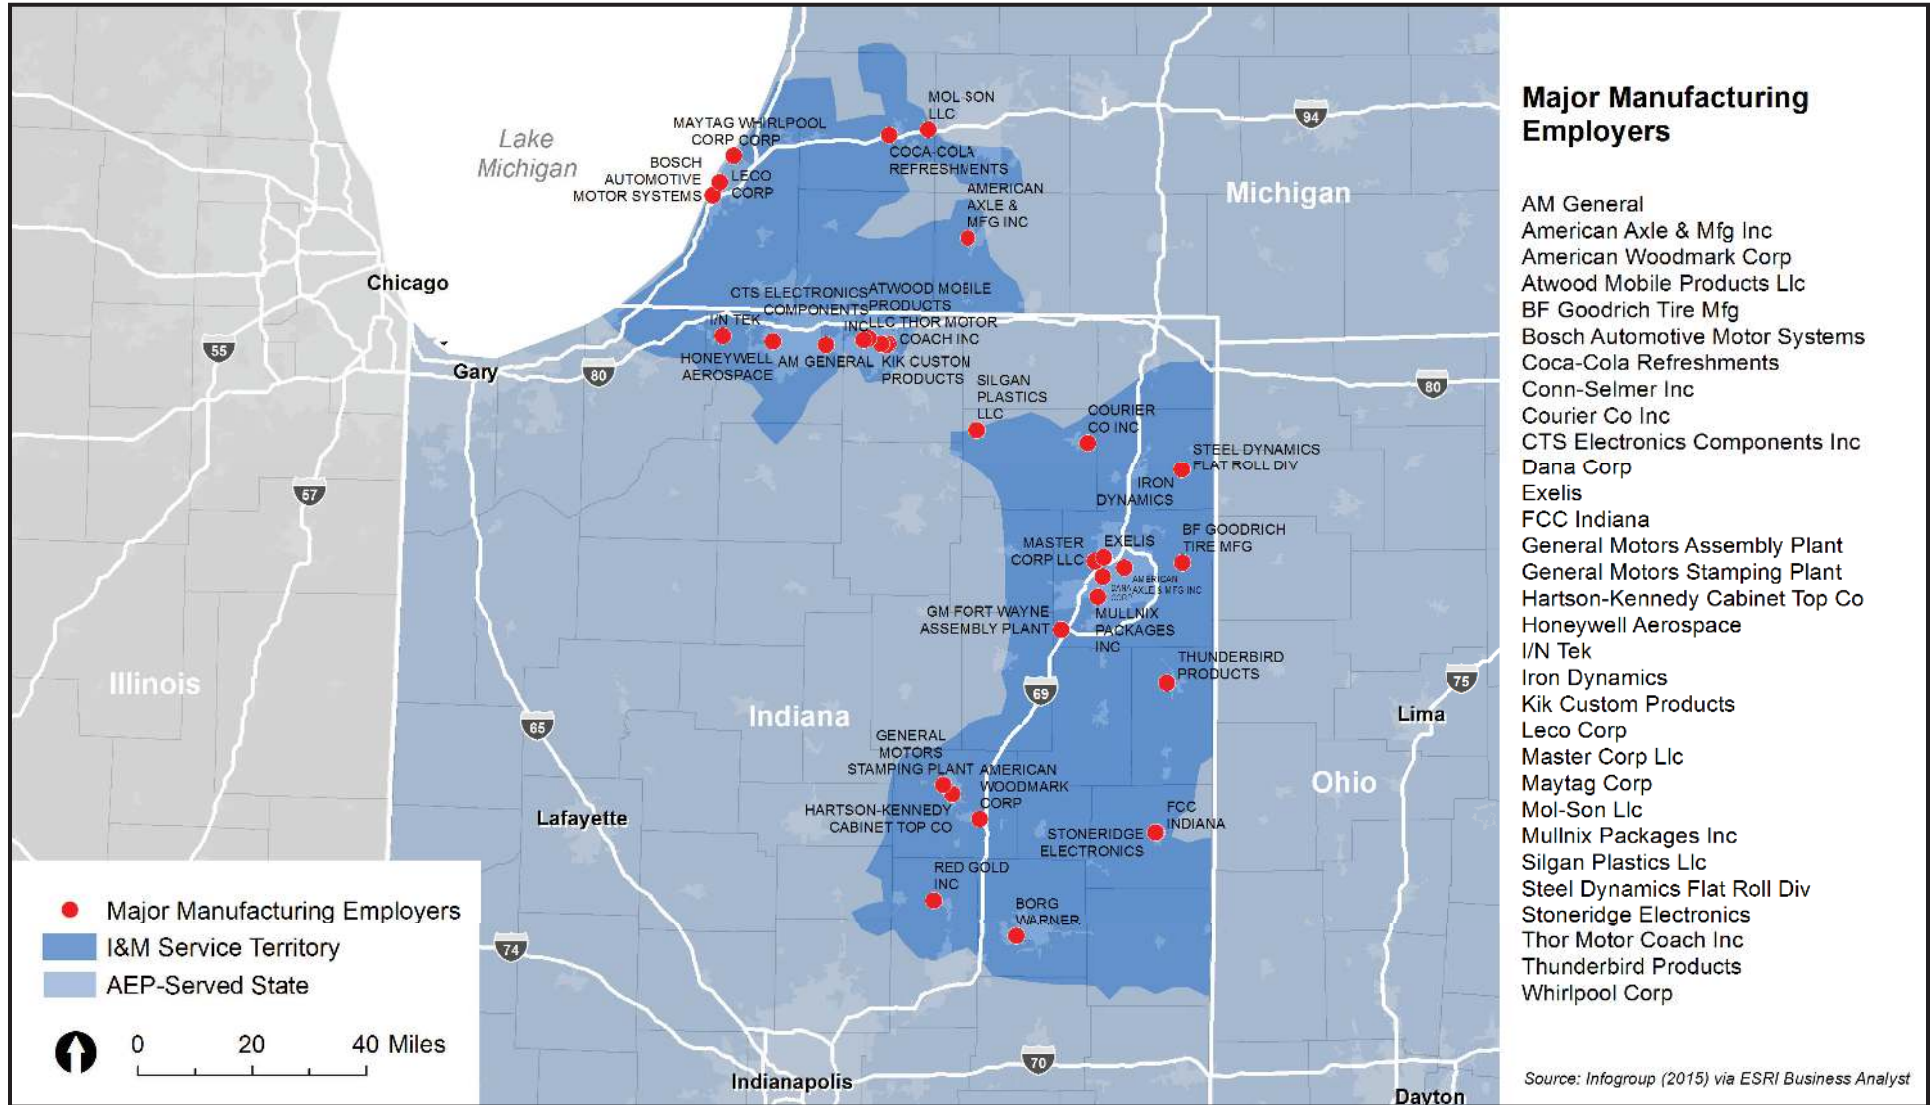 Lake
Michigan
MOL-SON
LLC
MAYTAG WHIRLPOOL
CORP CORP
COCA-COLA
REFRESHMENTS
BOSCH
AUTOMOTIVE
MOTOR SYSTEMS
LECO
CORP
AMERICAN
AXLE &
MFG INC
94
Michigan
Chicago
CTS ELECTRONICS
COMPONENTS
INC
ATWOOD MOBILE
PRODUCTS
LLC
THOR MOTOR
COACH INC
I/N TEK
HONEYWELL
AEROSPACE
AM GENERAL
KIK CUSTOM
PRODUCTS
55
Gary
80
80
SILGAN
PLASTICS
LLC
COURIER
CO INC
STEEL DYNAMICS
FLAT ROLL DIV
IRON
DYNAMICS
57
MASTER
CORP LLC
EXELIS
BF GOODRICH
TIRE MFG
AMERICAN
AXLE & MFG INC
DANA
CORP
GM FORT WAYNE
ASSEMBLY PLANT
MULLNIX
PACKAGES
INC
THUNDERBIRD
PRODUCTS
Illinois
69
75
Indiana
65
Lima
GENERAL
MOTORS
STAMPING PLANT
AMERICAN
WOODMARK
CORP
Ohio
HARTSON-KENNEDY
CABINET TOP CO
Lafayette
FCC
INDIANA
STONERIDGE
ELECTRONICS
RED GOLD
INC
BORG
WARNER
74
70
Indianapolis
Dayton
Major Manufacturing Employers
I&M Service Territory
AEP-Served State
0 20 40 Miles
Major Manufacturing
Employers
AM General
American Axle & Mfg Inc
American Woodmark Corp
Atwood Mobile Products Llc
BF Goodrich Tire Mfg
Bosch Automotive Motor Systems
Coca-Cola Refreshments
Conn-Selmer Inc
Courier Co Inc
CTS Electronics Components Inc
Dana Corp
Exelis
FCC Indiana
General Motors Assembly Plant
General Motors Stamping Plant
Hartson-Kennedy Cabinet Top Co
Honeywell Aerospace
I/N Tek
Iron Dynamics
Kik Custom Products
Leco Corp
Master Corp Llc
Maytag Corp
Mol-Son Llc
Mullnix Packages Inc
Silgan Plastics Llc
Steel Dynamics Flat Roll Div
Stoneridge Electronics
Thor Motor Coach Inc
Thunderbird Products
Whirlpool Corp
Source: Infogroup (2015) via ESRI Business Analyst